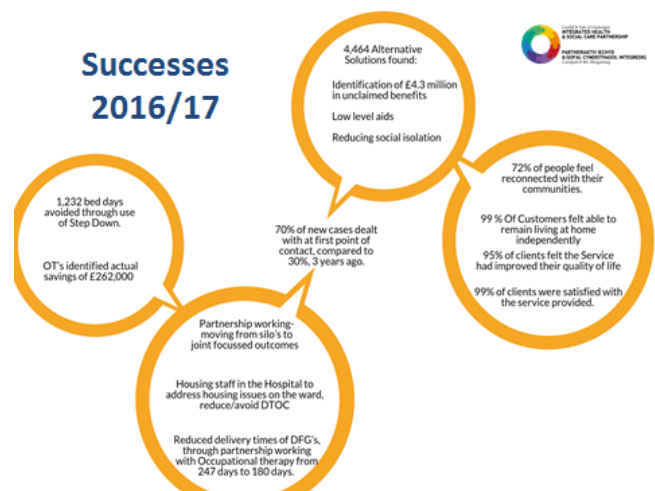 Successes
2016/17
Caerdydd a'r Fro
INTEGRATED HEALTH
& SOCIAL CARE PARTNERSHIP
PARTNERIAETH IECHYD
& GOFAL CYMDEITHASOL INTEGREDIG
4,464 Alternative
Solutions found:
Identification of £4.3 million
in unclaimed benefits
Low level aids
Reducing social isolation
72% of people feel
reconnected with their
communities.
99 % Of Customers felt able to
remain living at home
independently
95% of clients felt the Service
had improved their quality of life
99% of clients were satisfied with
the service provided.
1,232 bed days
avoided through use
of Step Down.
OT's identified actual
savings of £262,000
70% of new cases dealt
with at first point of
contact, compared to
30%, 3 years ago.
Partnership working-
moving from silo's to
joint focussed outcomes
Housing staff in the Hospital to
address housing issues on the ward,
reduce/avoid DTOC
Reduced delivery times of DFG's,
through partnership working
with Occupational therapy from
247 days to 180 days.